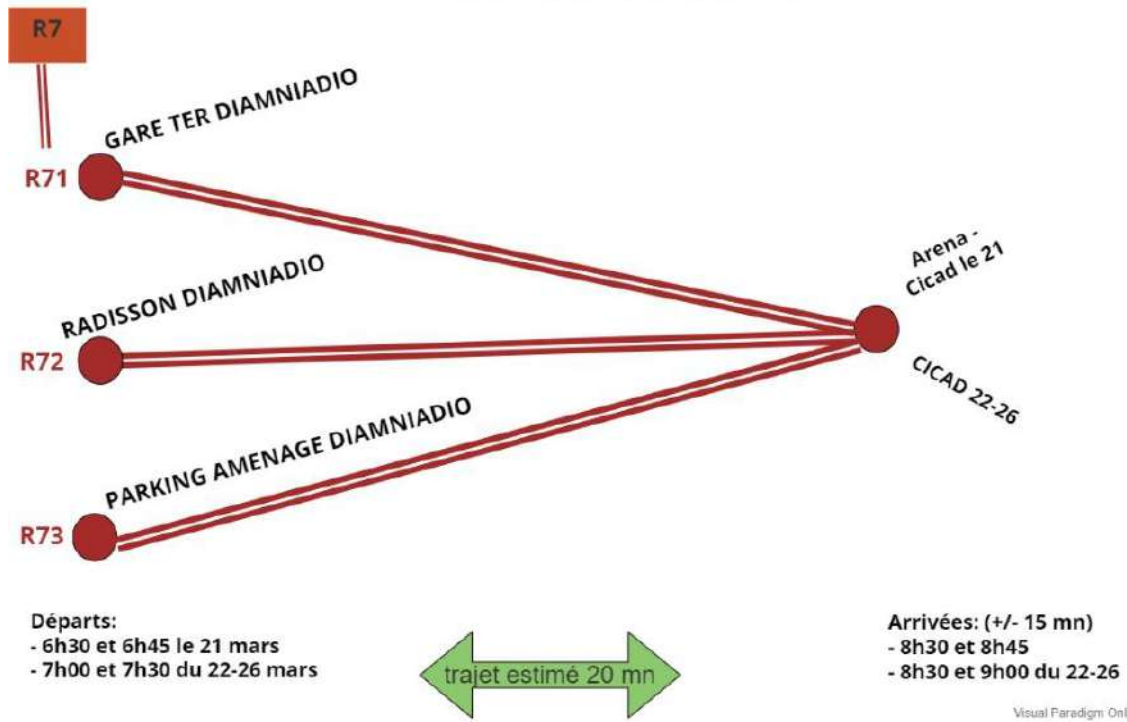 R7
GARE TER DIAMNIADIO
R71
Arena -
Cicad le 21
RADISSON DIAMNIADIO
R72
CICAD 22-26
PARKING AMENAGE DIAMNIADIO
R73
Départs:
- 6h30 et 6h45 le 21 mars
- 7h00 et 7h30 du 22-26 mars
trajet estimé 20 mn
Arrivées: (+/- 15 mn)
- 8h30 et 8h45
- 8h30 et 9h00 du 22-26
Visual Paradigm Onl